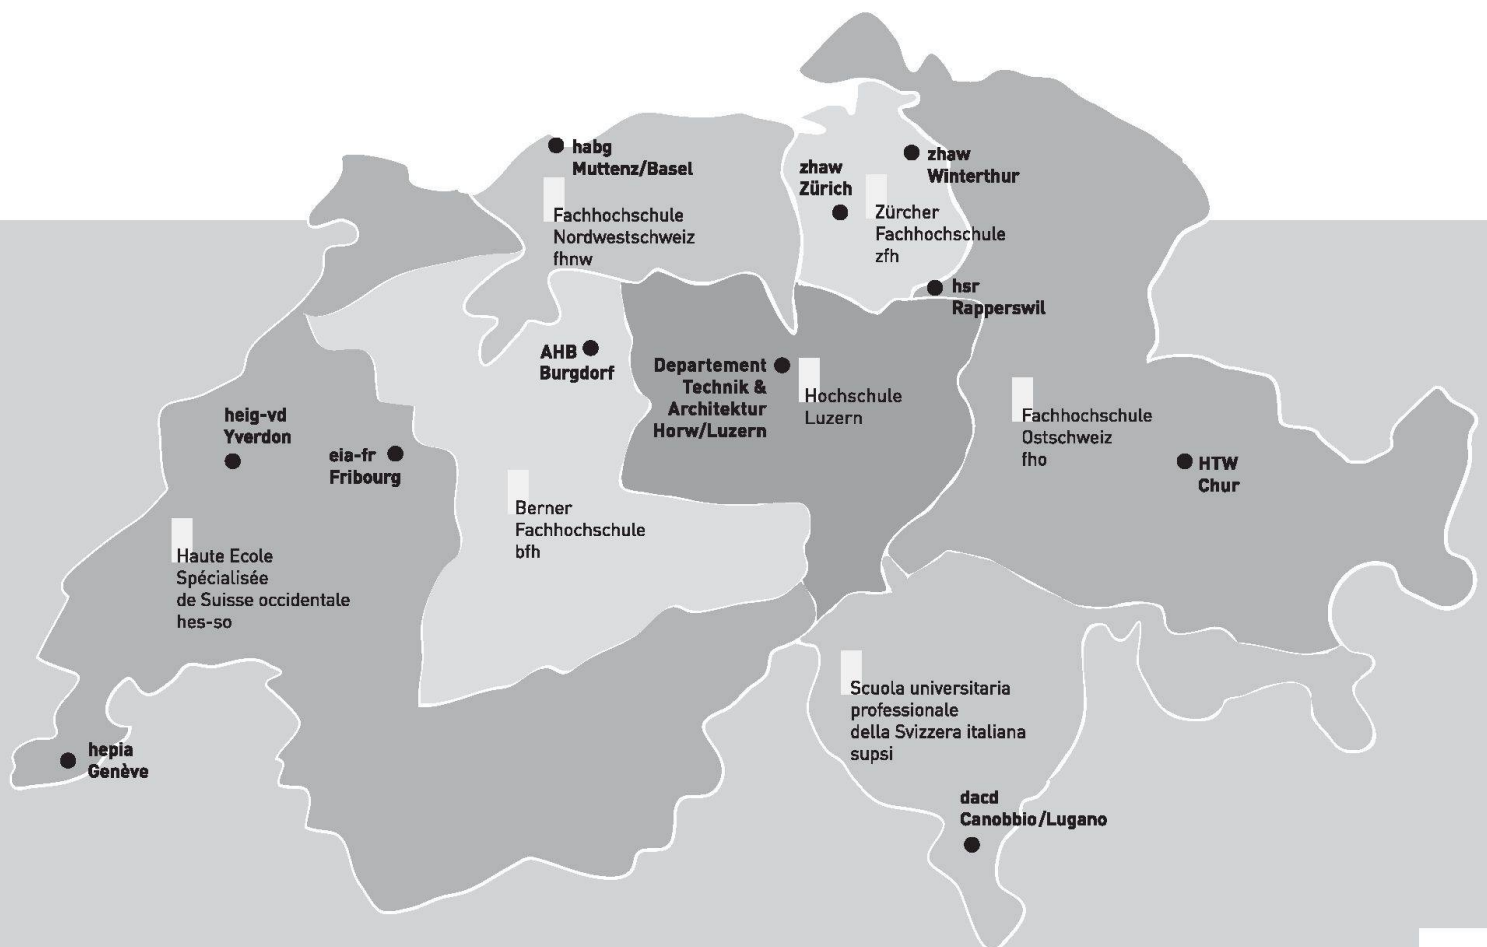 habg
Muttenz/Basel
Fachhochschule
Nordwestschweiz
fhnw
zhaw
Zürich
zhaw
Winterthur
Zürcher
Fachhochschule
zfh
hsr
Rapperswil
AHB
Burgdorf
Departement
Technik &
Architektur
Horw/Luzern
Hochschule
Luzern
Fachhochschule
Ostschweiz
fho
HTW
Chur
heig-vd
Yverdon
eia-fr
Fribourg
Berner
Fachhochschule
bfh
Haute Ecole
Spécialisée
de Suisse occidentale
hes-so
hepia
Genève
Scuola universitaria
professionale
della Svizzera italiana
supsi
dacd
Canobbio/Lugano